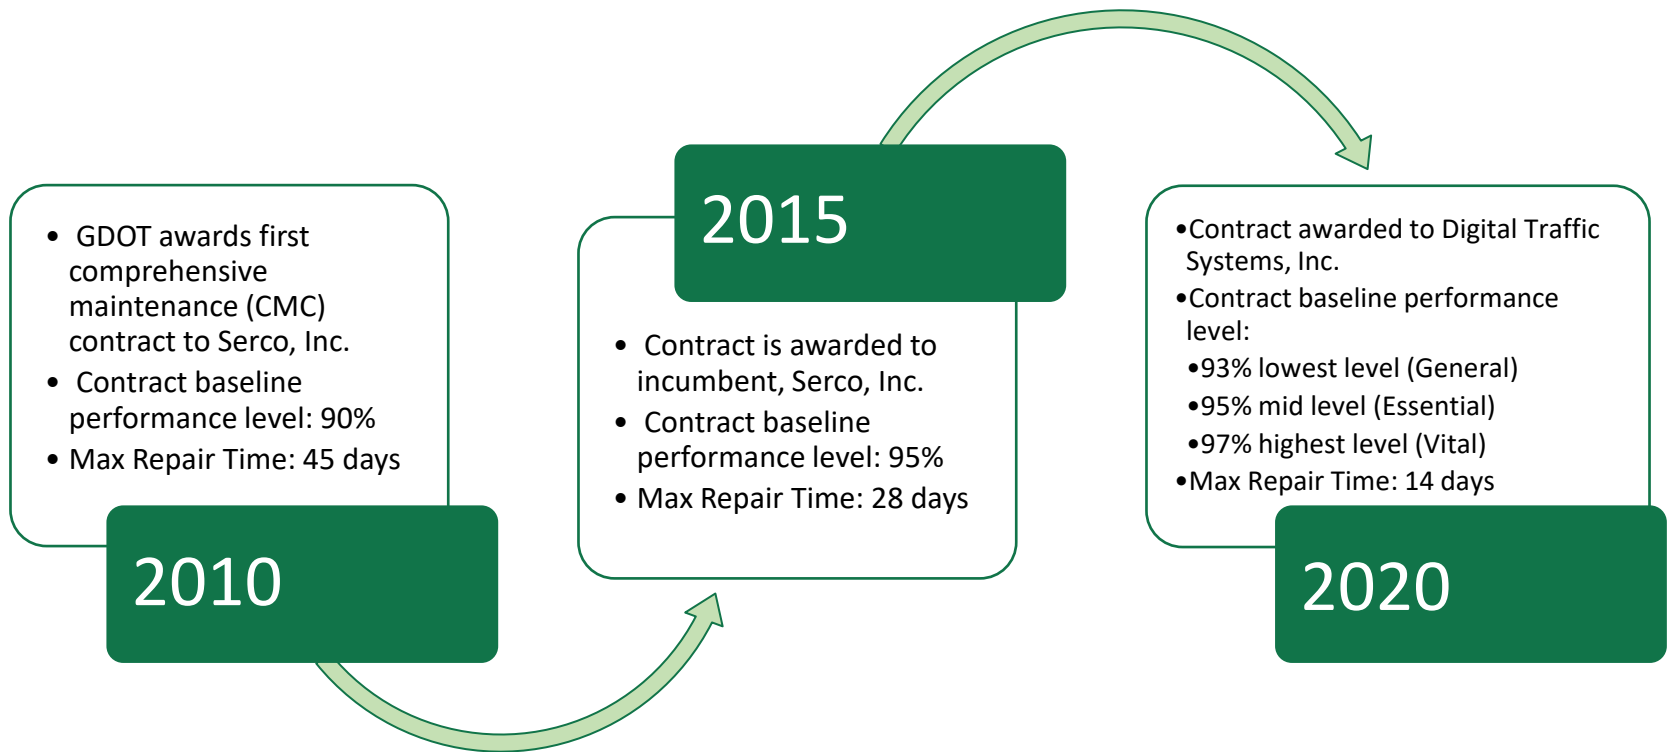 • GDOT awards first
comprehensive
maintenance (CMC)
contract to Serco, Inc.
• Contract baseline
performance level: 90%
• Max Repair Time: 45 days
2010
2015
• Contract is awarded to
incumbent, Serco, Inc.
• Contract baseline
performance level: 95%
• Max Repair Time: 28 days
•Contract awarded to Digital Traffic
Systems, Inc.
•Contract baseline performance
level:
•93% lowest level (General)
•95% mid level (Essential)
•97% highest level (Vital)
•Max Repair Time: 14 days
2020